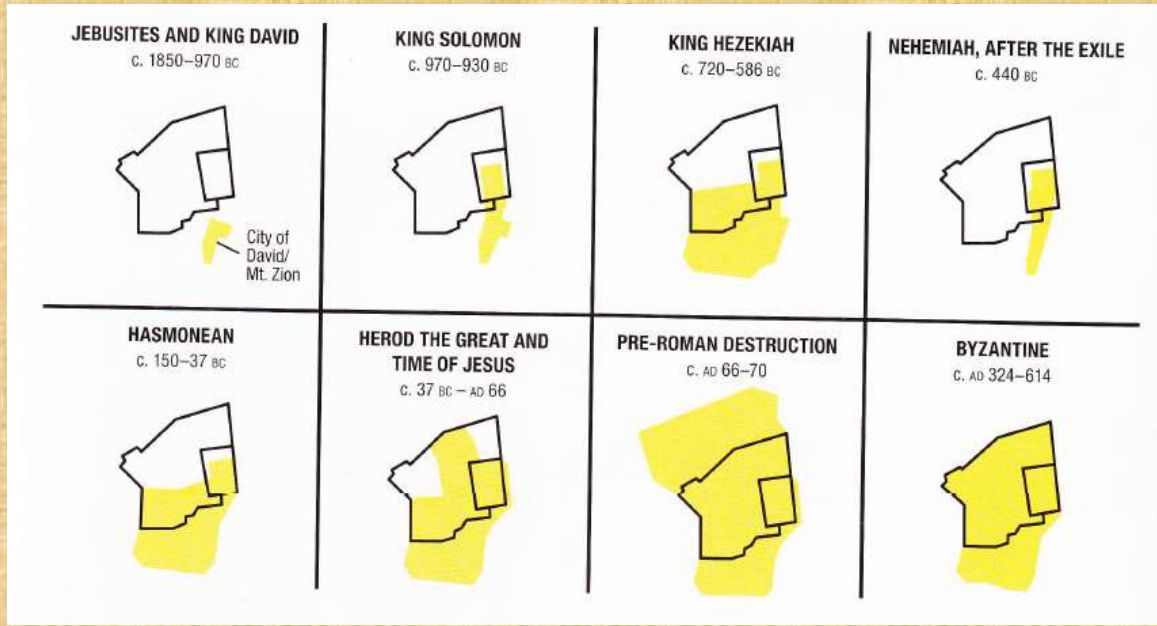 JEBUSITES AND KING DAVID
c. 1850–970 BC
City of
David/
Mt. Zion
KING SOLOMON
c. 970–930 BC
KING HEZEKIAH
c. 720–586 BC
NEHEMIAH, AFTER THE EXILE
c. 440 BC
HASMONEAN
c. 150–37 BC
HEROD THE GREAT AND
TIME OF JESUS
c. 37 BC – AD 66
PRE-ROMAN DESTRUCTION
c. AD 66–70
BYZANTINE
c. AD 324–614